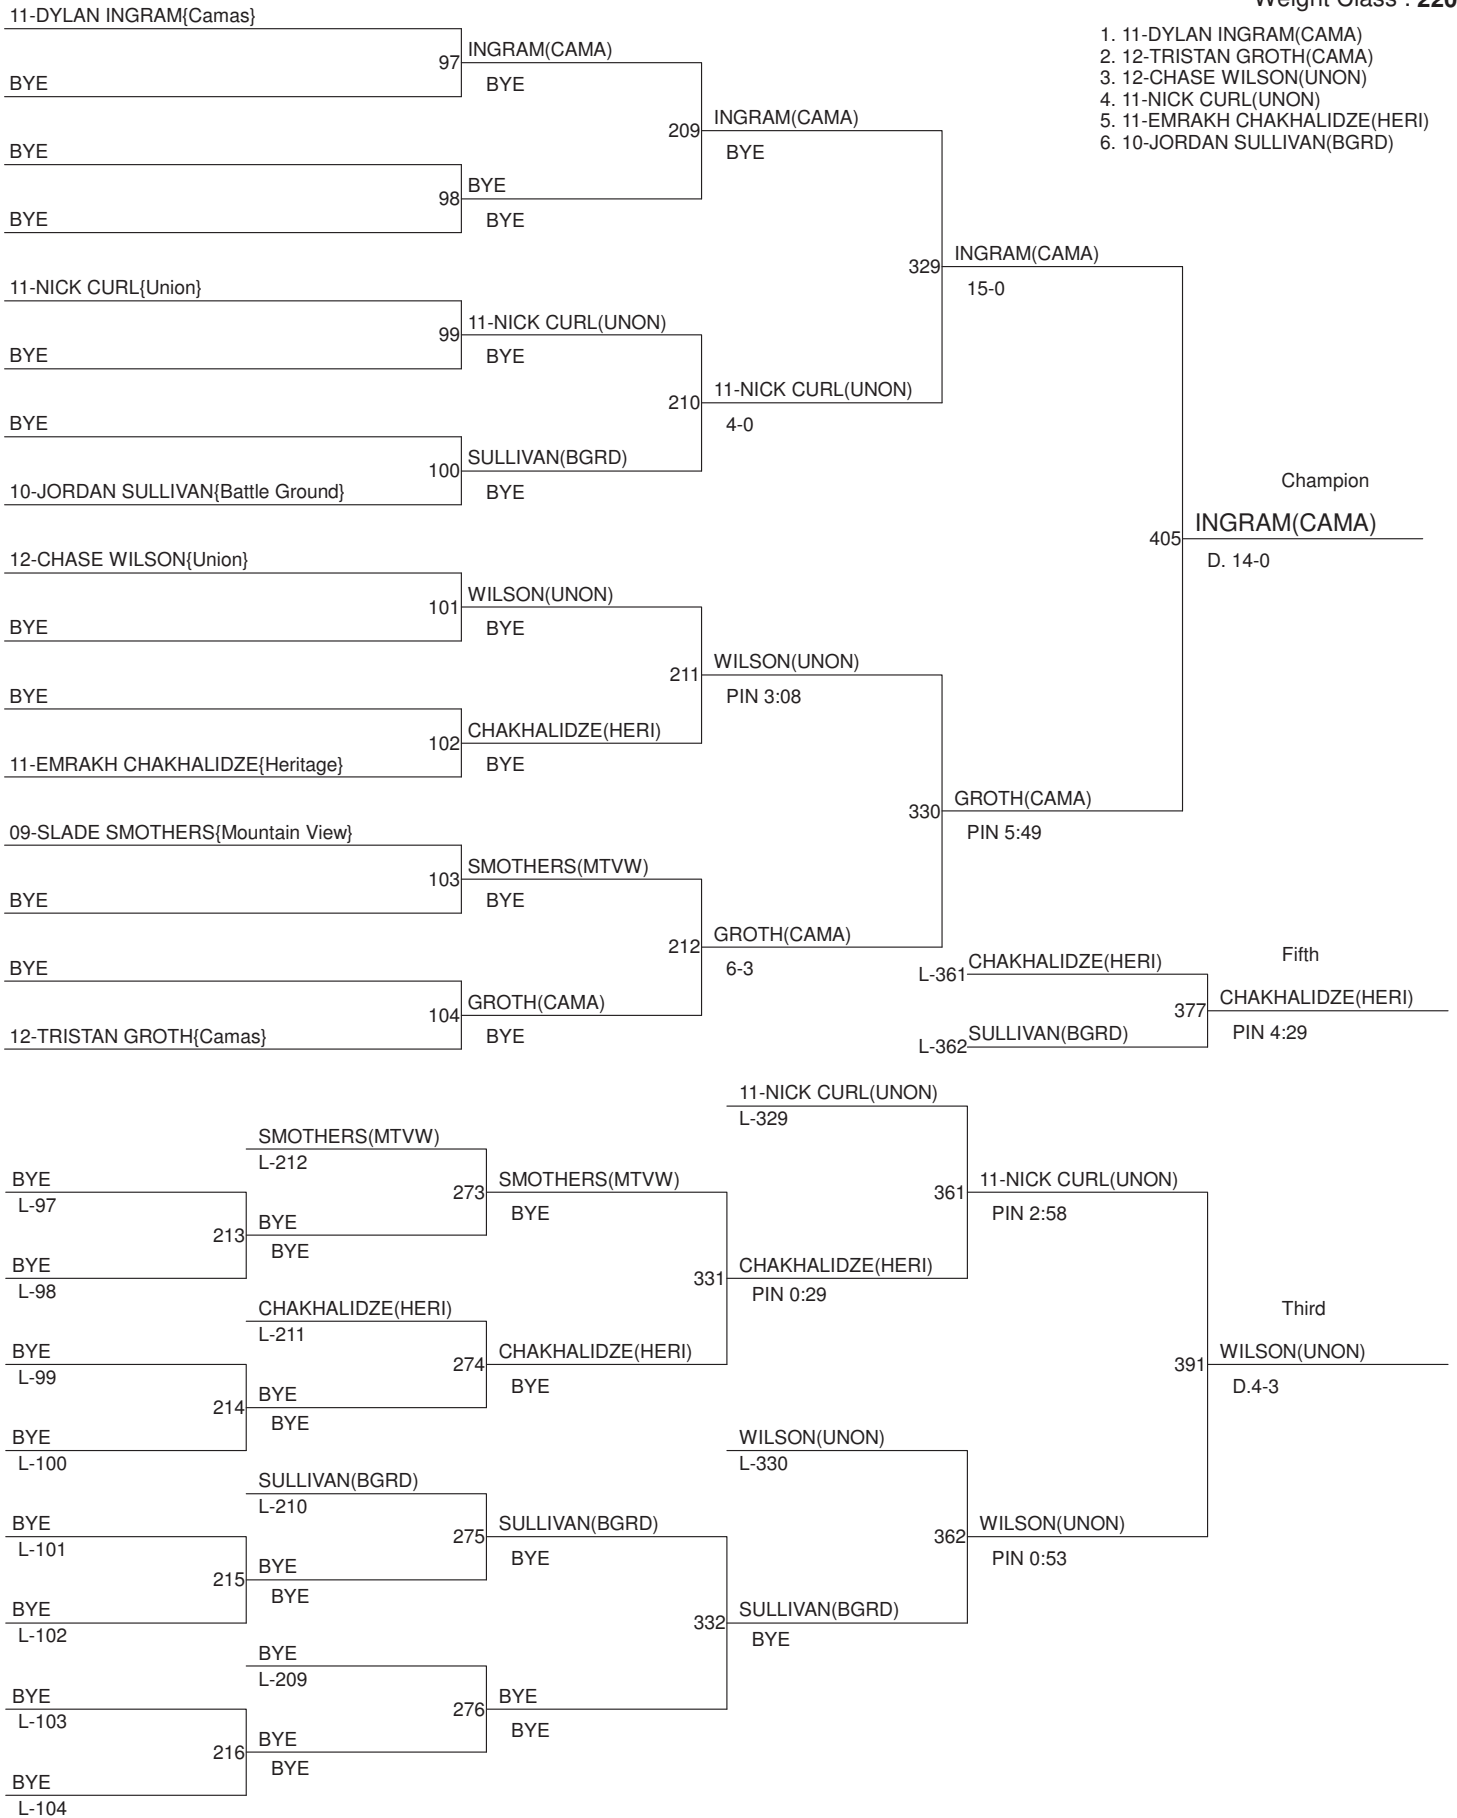 Weight Class : 220
1. 11-DYLAN INGRAM(CAMA)
2. 12-TRISTAN GROTH(CAMA)
3. 12-CHASE WILSON(UNON)
4. 11-NICK CURL(UNON)
5. 11-EMRAKH CHAKHALIDZE(HERI)
6. 10-JORDAN SULLIVAN(BGRD)
11-DYLAN INGRAM{Camas}
97
INGRAM(CAMA)
BYE
BYE
209
INGRAM(CAMA)
BYE
BYE
98
BYE
BYE
BYE
329
INGRAM(CAMA)
15-0
11-NICK CURL{Union}
99
11-NICK CURL(UNON)
BYE
BYE
210
11-NICK CURL(UNON)
4-0
BYE
100
SULLIVAN(BGRD)
BYE
10-JORDAN SULLIVAN{Battle Ground}
Champion
405
INGRAM(CAMA)
D. 14-0
12-CHASE WILSON{Union}
101
WILSON(UNON)
BYE
BYE
211
WILSON(UNON)
PIN 3:08
BYE
102
CHAKHALIDZE(HERI)
BYE
11-EMRAKH CHAKHALIDZE{Heritage}
330
GROTH(CAMA)
PIN 5:49
09-SLADE SMOTHERS{Mountain View}
103
SMOTHERS(MTVW)
BYE
BYE
212
GROTH(CAMA)
6-3
BYE
104
GROTH(CAMA)
BYE
12-TRISTAN GROTH{Camas}
Fifth
L-361
CHAKHALIDZE(HERI)
377
CHAKHALIDZE(HERI)
PIN 4:29
L-362
SULLIVAN(BGRD)
11-NICK CURL(UNON)
L-329
SMOTHERS(MTVW)
L-212
BYE
L-97
273
SMOTHERS(MTVW)
BYE
361
11-NICK CURL(UNON)
PIN 2:58
213
BYE
BYE
BYE
L-98
331
CHAKHALIDZE(HERI)
PIN 0:29
CHAKHALIDZE(HERI)
L-211
Third
BYE
L-99
274
CHAKHALIDZE(HERI)
BYE
391
WILSON(UNON)
D.4-3
214
BYE
BYE
BYE
L-100
WILSON(UNON)
L-330
SULLIVAN(BGRD)
L-210
BYE
L-101
275
SULLIVAN(BGRD)
BYE
362
WILSON(UNON)
PIN 0:53
215
BYE
BYE
BYE
L-102
332
SULLIVAN(BGRD)
BYE
BYE
L-209
BYE
L-103
276
BYE
BYE
216
BYE
BYE
BYE
L-104